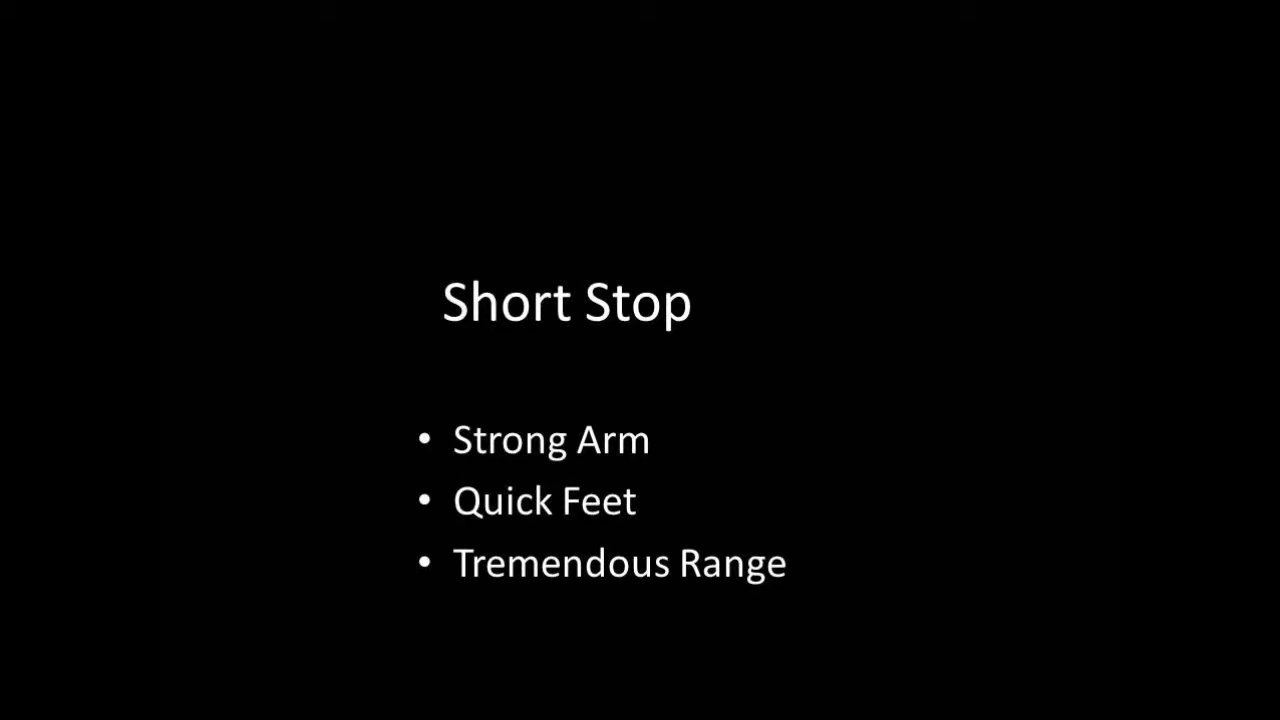 Short Stop
• Strong Arm
• Quick Feet
• Tremendous Range